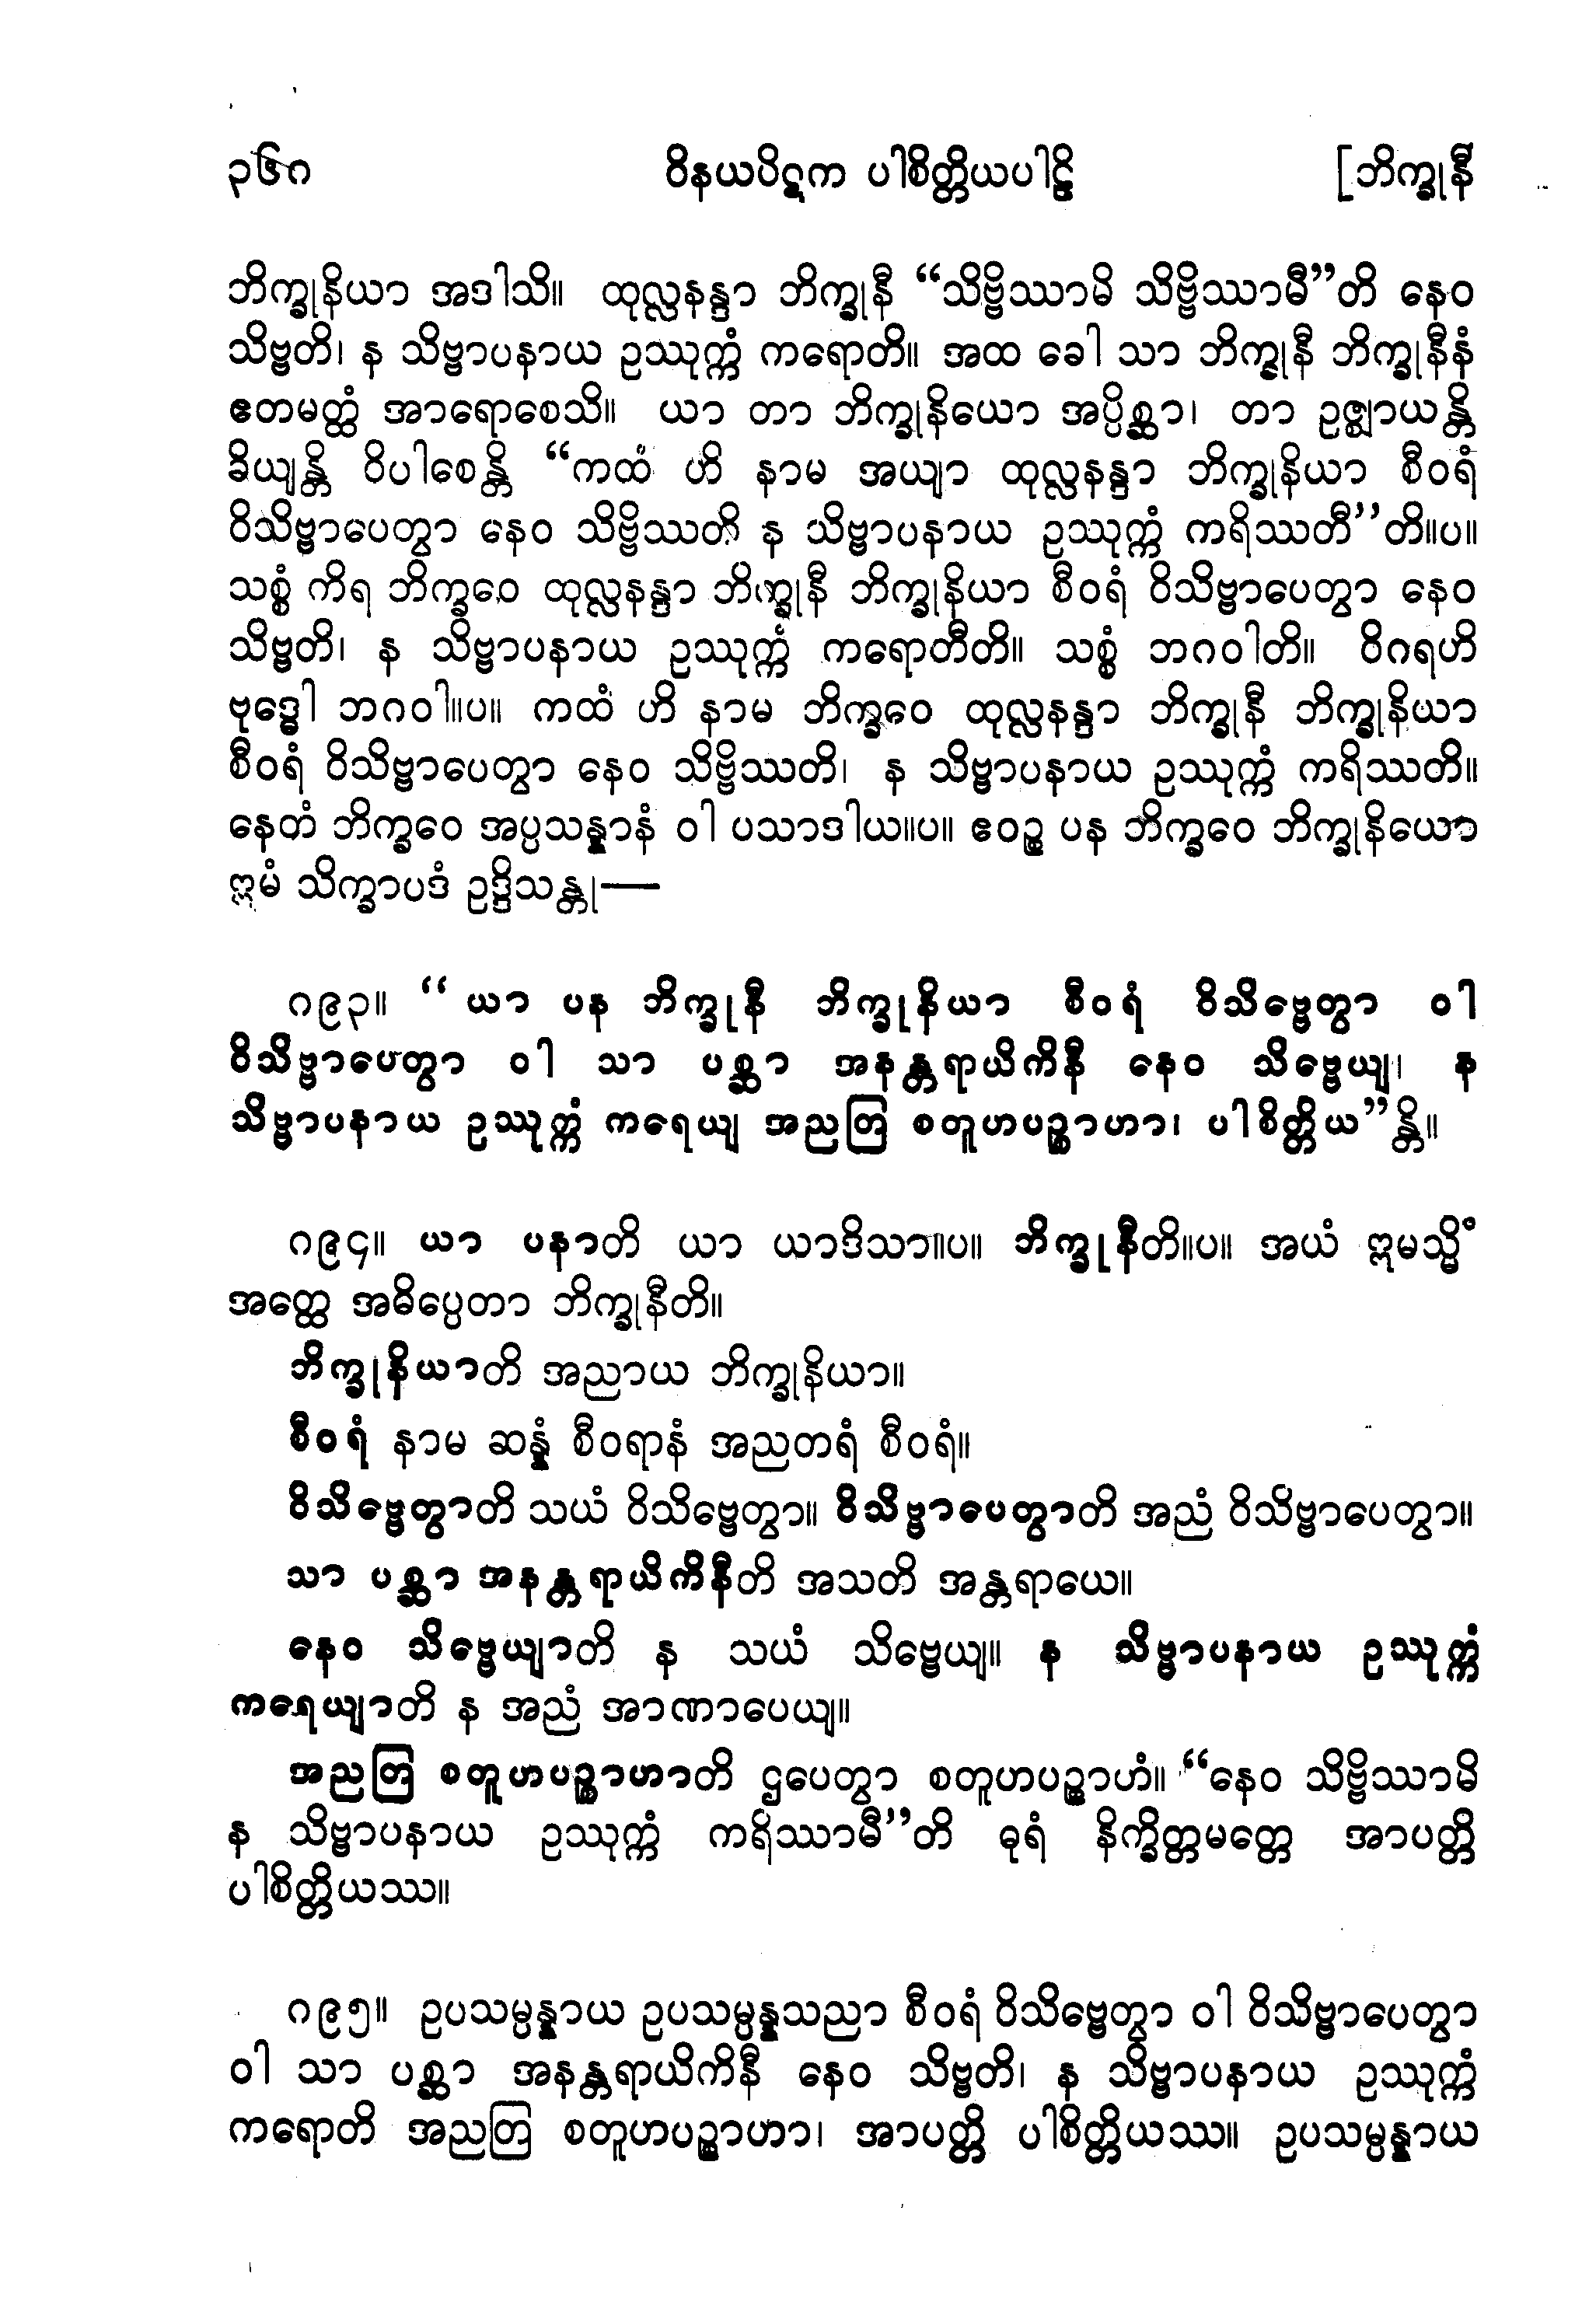 ၃၆ဂ ဝိနယပိဋက ပါစိတ္တိယပါဠိ [ဘိက္ခုနီ
ဘိက္ခုနိယာ အဒါသိ။ ထုလ္လနန္ဒာ ဘိက္ခုနီ “သိဗ္ဗိဿာမိ သိဗ္ဗိဿာမီ”တိ နေဝ
သိဗ္ဗတိ၊ န သိဗ္ဗာပနာယ ဥဿုက္ကံ ကရောတိ။ အထ ခေါ သာ ဘိက္ခုနီ ဘိက္ခုနီနံ
ဧတမတ္ထံ အာရောစေသိ။ ယာ တာ ဘိက္ခုနိယော အပ္ပိစ္ဆာ၊ တာ ဥဇ္ဈာယန္တိ
ခိယျန္တိ ဝိပါစေန္တိ “ကထံ ဟိ နာမ အယျာ ထုလ္လနန္ဒာ ဘိက္ခုနိယာ စီဝရံ
ဝိသိဗ္ဗာပေတွာ နေဝ သိဗ္ဗိဿတိ န သိဗ္ဗာပနာယ ဥဿုက္ကံ ကရိဿတီ”တိ။ပ။
သစ္စံ ကိရ ဘိက္ခဝေ ထုလ္လနန္ဒာ ဘိက္ခုနီ ဘိက္ခုနိယာ စီဝရံ ဝိသိဗ္ဗာပေတွာ နေဝ
သိဗ္ဗတိ၊ န သိဗ္ဗာပနာယ ဥဿုက္ကံ ကရောတီတိ။ သစ္စံ ဘဂဝါတိ။ ဝိဂရဟိ
ဗုဒ္ဓေါ ဘဂဝါ။ပ။ ကထံ ဟိ နာမ ဘိက္ခဝေ ထုလ္လနန္ဒာ ဘိက္ခုနီ ဘိက္ခုနိယာ
စီဝရံ ဝိသိဗ္ဗာပေတွာ နေဝ သိဗ္ဗိဿတိ၊ န သိဗ္ဗာပနာယ ဥဿုက္ကံ ကရိဿတိ။
နေတံ ဘိက္ခဝေ အပ္ပသန္နာနံ ဝါ ပသာဒါယ။ပ။ ဧဝဉ္စ ပန ဘိက္ခဝေ ဘိက္ခုနိယော
ဣမံ သိက္ခာပဒံ ဥဒ္ဒိသန္တု—
ဂ၉၃။ “ ယာ ပန ဘိက္ခုနီ ဘိက္ခုနိယာ စီဝရံ ဝိသိဗ္ဗေတွာ ဝါ
ဝိသိဗ္ဗာပေတွာ ဝါ သာ ပစ္ဆာ အနန္တရာယိကိနီ နေဝ သိဗ္ဗေယျ၊ န
သိဗ္ဗာပနာယ ဥဿုက္ကံ ကရေယျ အညတြ စတူဟပဉ္စာဟာ၊ ပါစိတ္တိယ”န္တိ။
ဂ၉၄။ ယာ ပနာတိ ယာ ယာဒိသာ။ပ။ ဘိက္ခုနီတိ။ပ။ အယံ ဣမသ္မိံ
အတ္ထေ အဓိပ္ပေတာ ဘိက္ခုနီတိ။
ဘိက္ခုနိယာတိ အညာယ ဘိက္ခုနိယာ။
စီဝရံ နာမ ဆန္နံ စီဝရာနံ အညတရံ စီဝရံ။
ဝိသိဗ္ဗေတွာတိ သယံ ဝိသိဗ္ဗေတွာ။ ဝိသိဗ္ဗာပေတွာတိ အညံ ဝိသိဗ္ဗာပေတွာ။
သာ ပစ္ဆာ အနန္တရာယိကိနီတိ အသတိ အန္တရာယေ။
နေဝ သိဗ္ဗေယျာတိ န သယံ သိဗ္ဗေယျ။ န သိဗ္ဗာပနာယ ဥဿုက္ကံ
ကရေယျာတိ န အညံ အာဏာပေယျ။
အညတြ စတူဟပဉ္စာဟာတိ ဌပေတွာ စတူဟပဉ္စာဟံ။ “နေဝ သိဗ္ဗိဿာမိ
န သိဗ္ဗာပနာယ ဥဿုက္ကံ ကရိဿာမီ”တိ ဓုရံ နိက္ခိတ္တမတ္တေ အာပတ္တိ
ပါစိတ္တိယဿ။
ဂ၉၅။ ဥပသမ္ပန္နာယ ဥပသမ္ပန္နသညာ စီဝရံ ဝိသိဗ္ဗေတွာ ဝါ ဝိသိဗ္ဗာပေတွာ
ဝါ သာ ပစ္ဆာ အနန္တရာယိကိနီ နေဝ သိဗ္ဗတိ၊ န သိဗ္ဗာပနာယ ဥဿုက္ကံ
ကရောတိ အညတြ စတူဟပဉ္စာဟာ၊ အာပတ္တိ ပါစိတ္တိယဿ။ ဥပသမ္ပန္နာယ